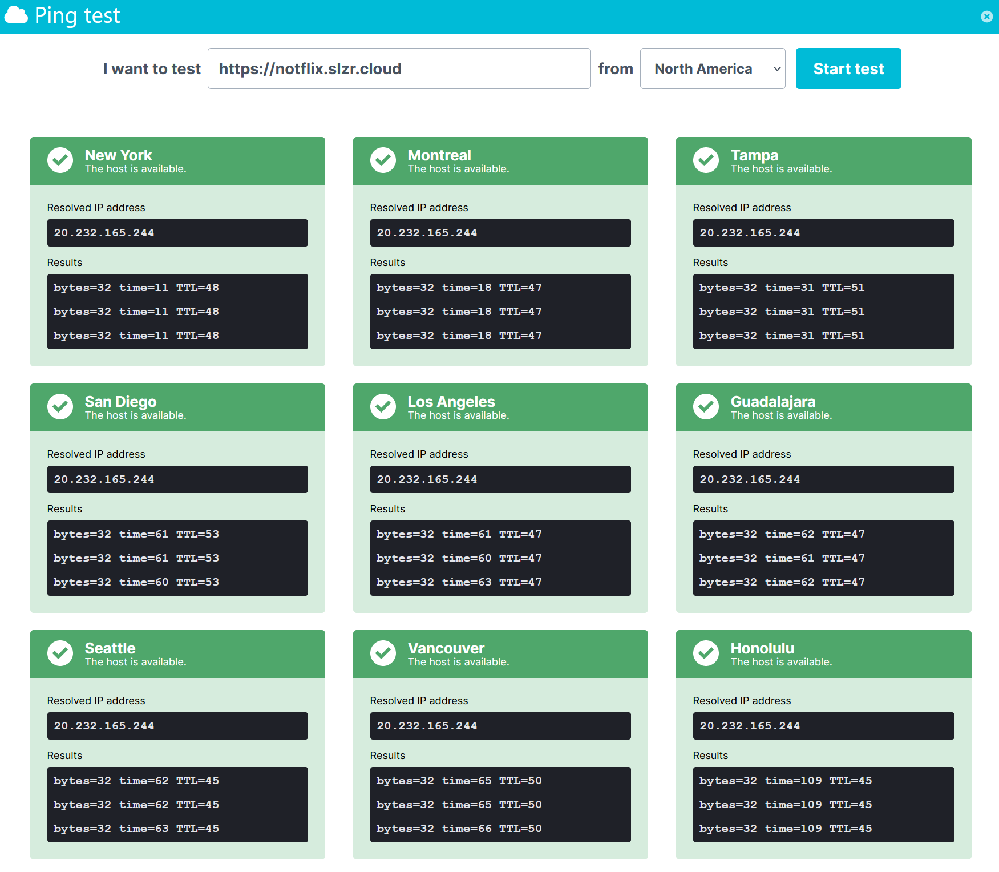 Ping test
I want to test https://notflix.slzr.cloud from North America Start test
New York
The host is available.
Resolved IP address
20.232.165.244
Results
bytes=32 time=11 TTL=48
bytes=32 time=11 TTL=48
bytes=32 time=11 TTL=48
Montreal
The host is available.
Resolved IP address
20.232.165.244
Results
bytes=32 time=18 TTL=47
bytes=32 time=18 TTL=47
bytes=32 time=18 TTL=47
Tampa
The host is available.
Resolved IP address
20.232.165.244
Results
bytes=32 time=31 TTL=51
bytes=32 time=31 TTL=51
bytes=32 time=31 TTL=51
San Diego
The host is available.
Resolved IP address
20.232.165.244
Results
bytes=32 time=61 TTL=53
bytes=32 time=61 TTL=53
bytes=32 time=60 TTL=53
Los Angeles
The host is available.
Resolved IP address
20.232.165.244
Results
bytes=32 time=61 TTL=47
bytes=32 time=60 TTL=47
bytes=32 time=63 TTL=47
Guadalajara
The host is available.
Resolved IP address
20.232.165.244
Results
bytes=32 time=62 TTL=47
bytes=32 time=61 TTL=47
bytes=32 time=62 TTL=47
Seattle
The host is available.
Resolved IP address
20.232.165.244
Results
bytes=32 time=62 TTL=45
bytes=32 time=62 TTL=45
bytes=32 time=63 TTL=45
Vancouver
The host is available.
Resolved IP address
20.232.165.244
Results
bytes=32 time=65 TTL=50
bytes=32 time=65 TTL=50
bytes=32 time=66 TTL=50
Honolulu
The host is available.
Resolved IP address
20.232.165.244
Results
bytes=32 time=109 TTL=45
bytes=32 time=109 TTL=45
bytes=32 time=109 TTL=45